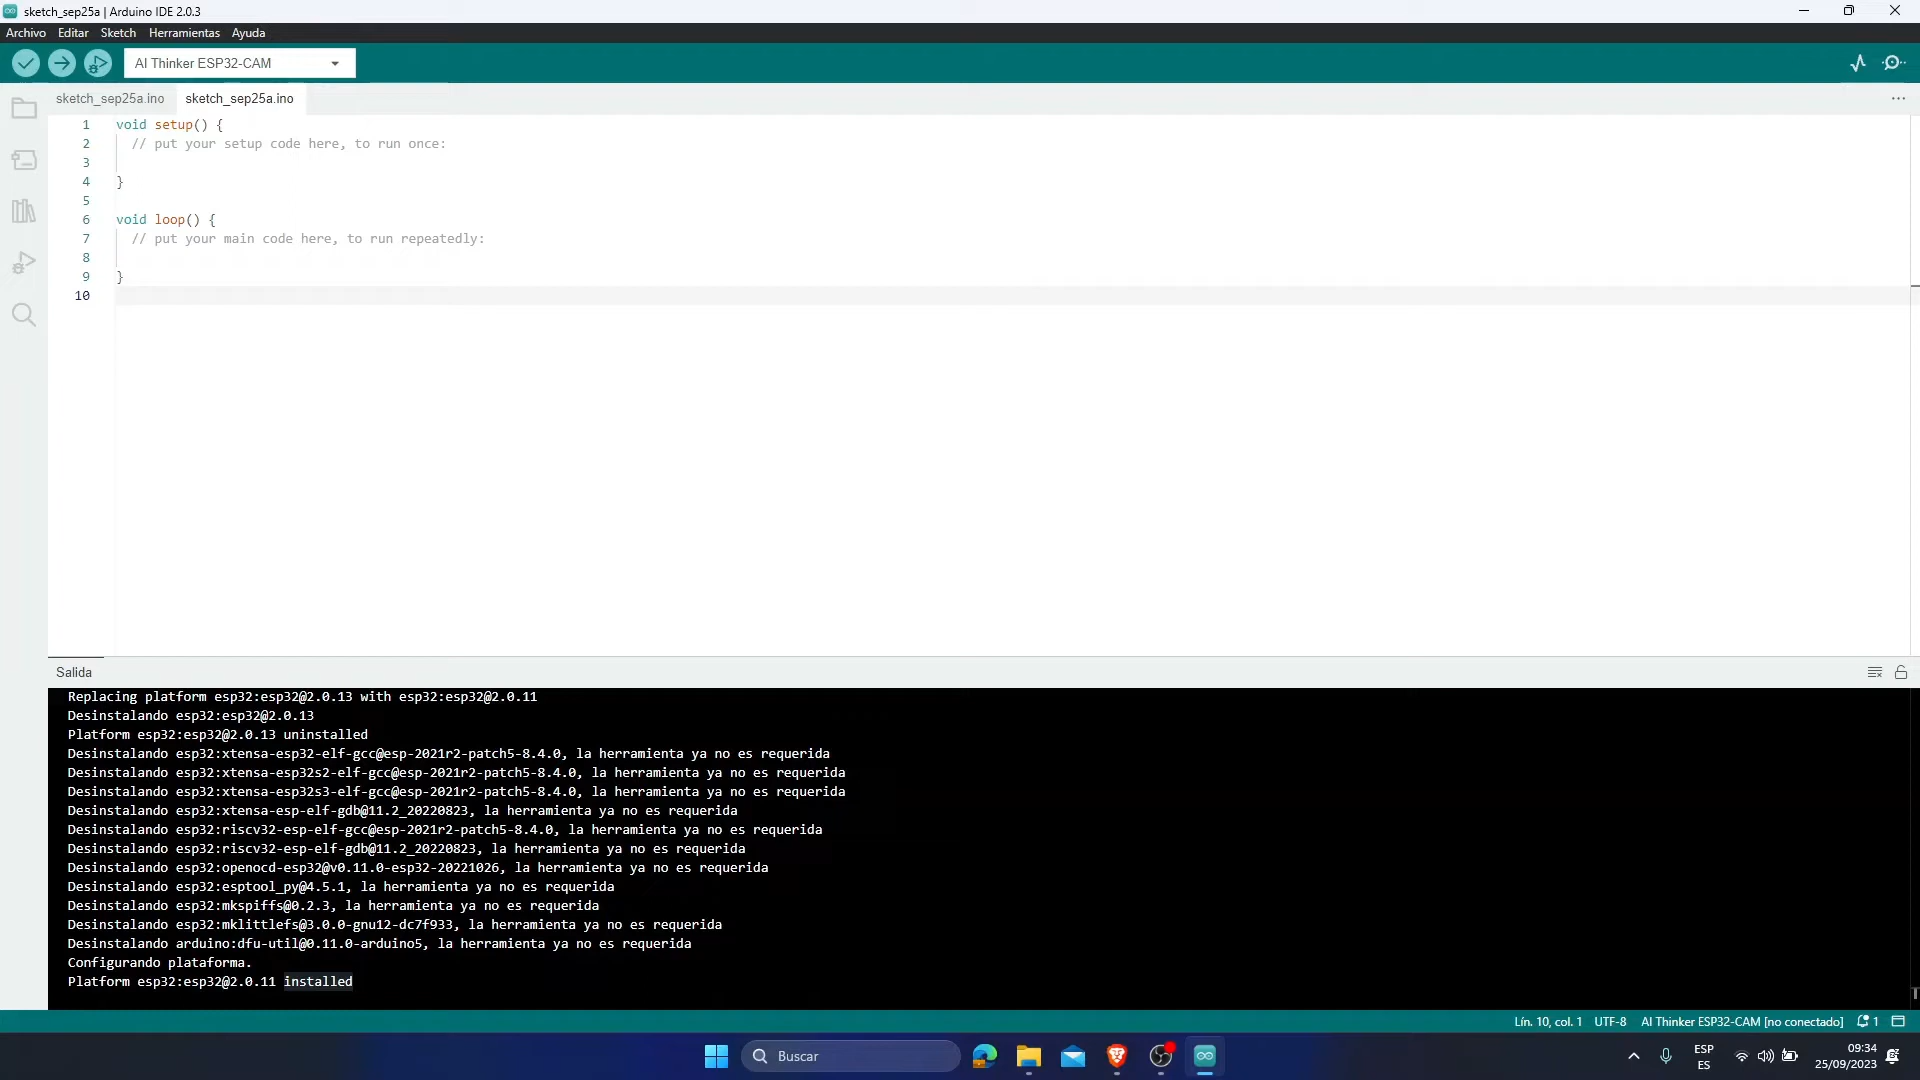 sketch_sep25a | Arduino IDE 2.0.3
Archivo Editar Sketch Herramientas Ayuda
AI Thinker ESP32-CAM
sketch_sep25a.ino sketch_sep25a.ino
1 void setup() {
2 // put your setup code here, to run once:
3
4 }
5
6 void loop() {
7 // put your main code here, to run repeatedly:
8
9 }
10
Salida
Replacing platform esp32:esp32@2.0.13 with esp32:esp32@2.0.11
Desinstalando esp32:esp32@2.0.13
Platform esp32:esp32@2.0.13 uninstalled
Desinstalando esp32:xtensa-esp32-elf-gcc@esp-2021r2-patch5-8.4.0, la herramienta ya no es requerida
Desinstalando esp32:xtensa-esp32s2-elf-gcc@esp-2021r2-patch5-8.4.0, la herramienta ya no es requerida
Desinstalando esp32:xtensa-esp32s3-elf-gcc@esp-2021r2-patch5-8.4.0, la herramienta ya no es requerida
Desinstalando esp32:xtensa-esp-elf-gdb@11.2_20220823, la herramienta ya no es requerida
Desinstalando esp32:riscv32-esp-elf-gcc@esp-2021r2-patch5-8.4.0, la herramienta ya no es requerida
Desinstalando esp32:riscv32-esp-elf-gdb@11.2_20220823, la herramienta ya no es requerida
Desinstalando esp32:openocd-esp32@v0.11.0-esp32-20221026, la herramienta ya no es requerida
Desinstalando esp32:esptool_py@4.5.1, la herramienta ya no es requerida
Desinstalando esp32:mkspiffs@0.2.3, la herramienta ya no es requerida
Desinstalando esp32:mklittlefs@3.0.0-gnu12-dc7f933, la herramienta ya no es requerida
Desinstalando arduino:dfu-util@0.11.0-arduino5, la herramienta ya no es requerida
Configurando plataforma.
Platform esp32:esp32@2.0.11 installed
Lín. 10, col. 1 UTF-8 AI Thinker ESP32-CAM [no conectado] 1
Buscar
ESP
ES
09:34
25/09/2023